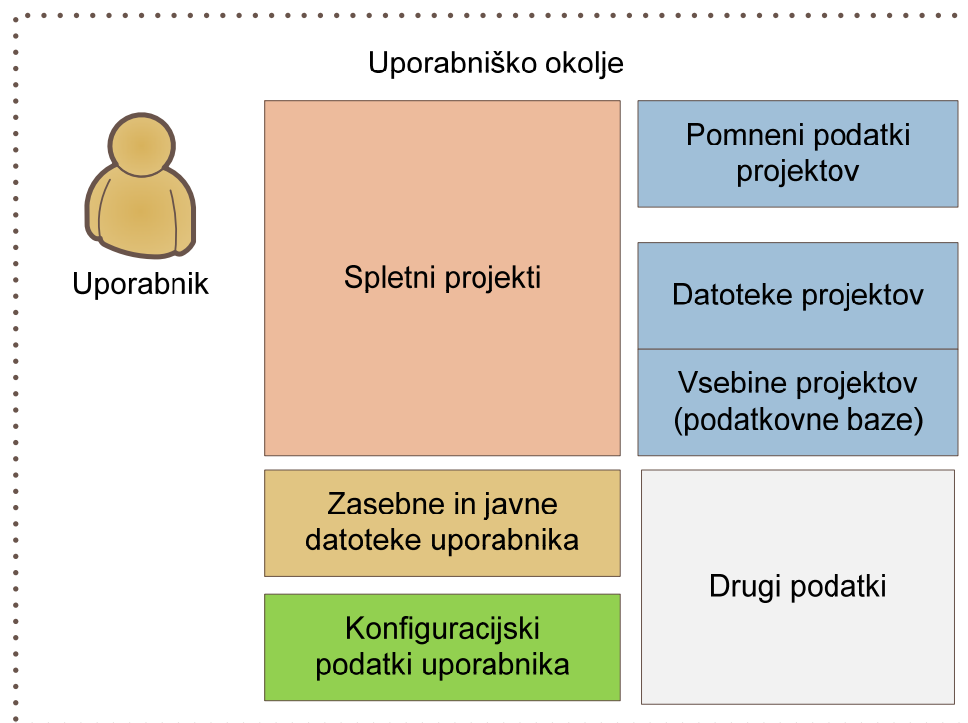 Uporabniško okolje
Uporabnik
Spletni projekti
Pomneni podatki
projektov
Datoteke projektov
Vsebine projektov
(podatkovne baze)
Zasebne in javne
datoteke uporabnika
Konfiguracijski
podatki uporabnika
Drugi podatki